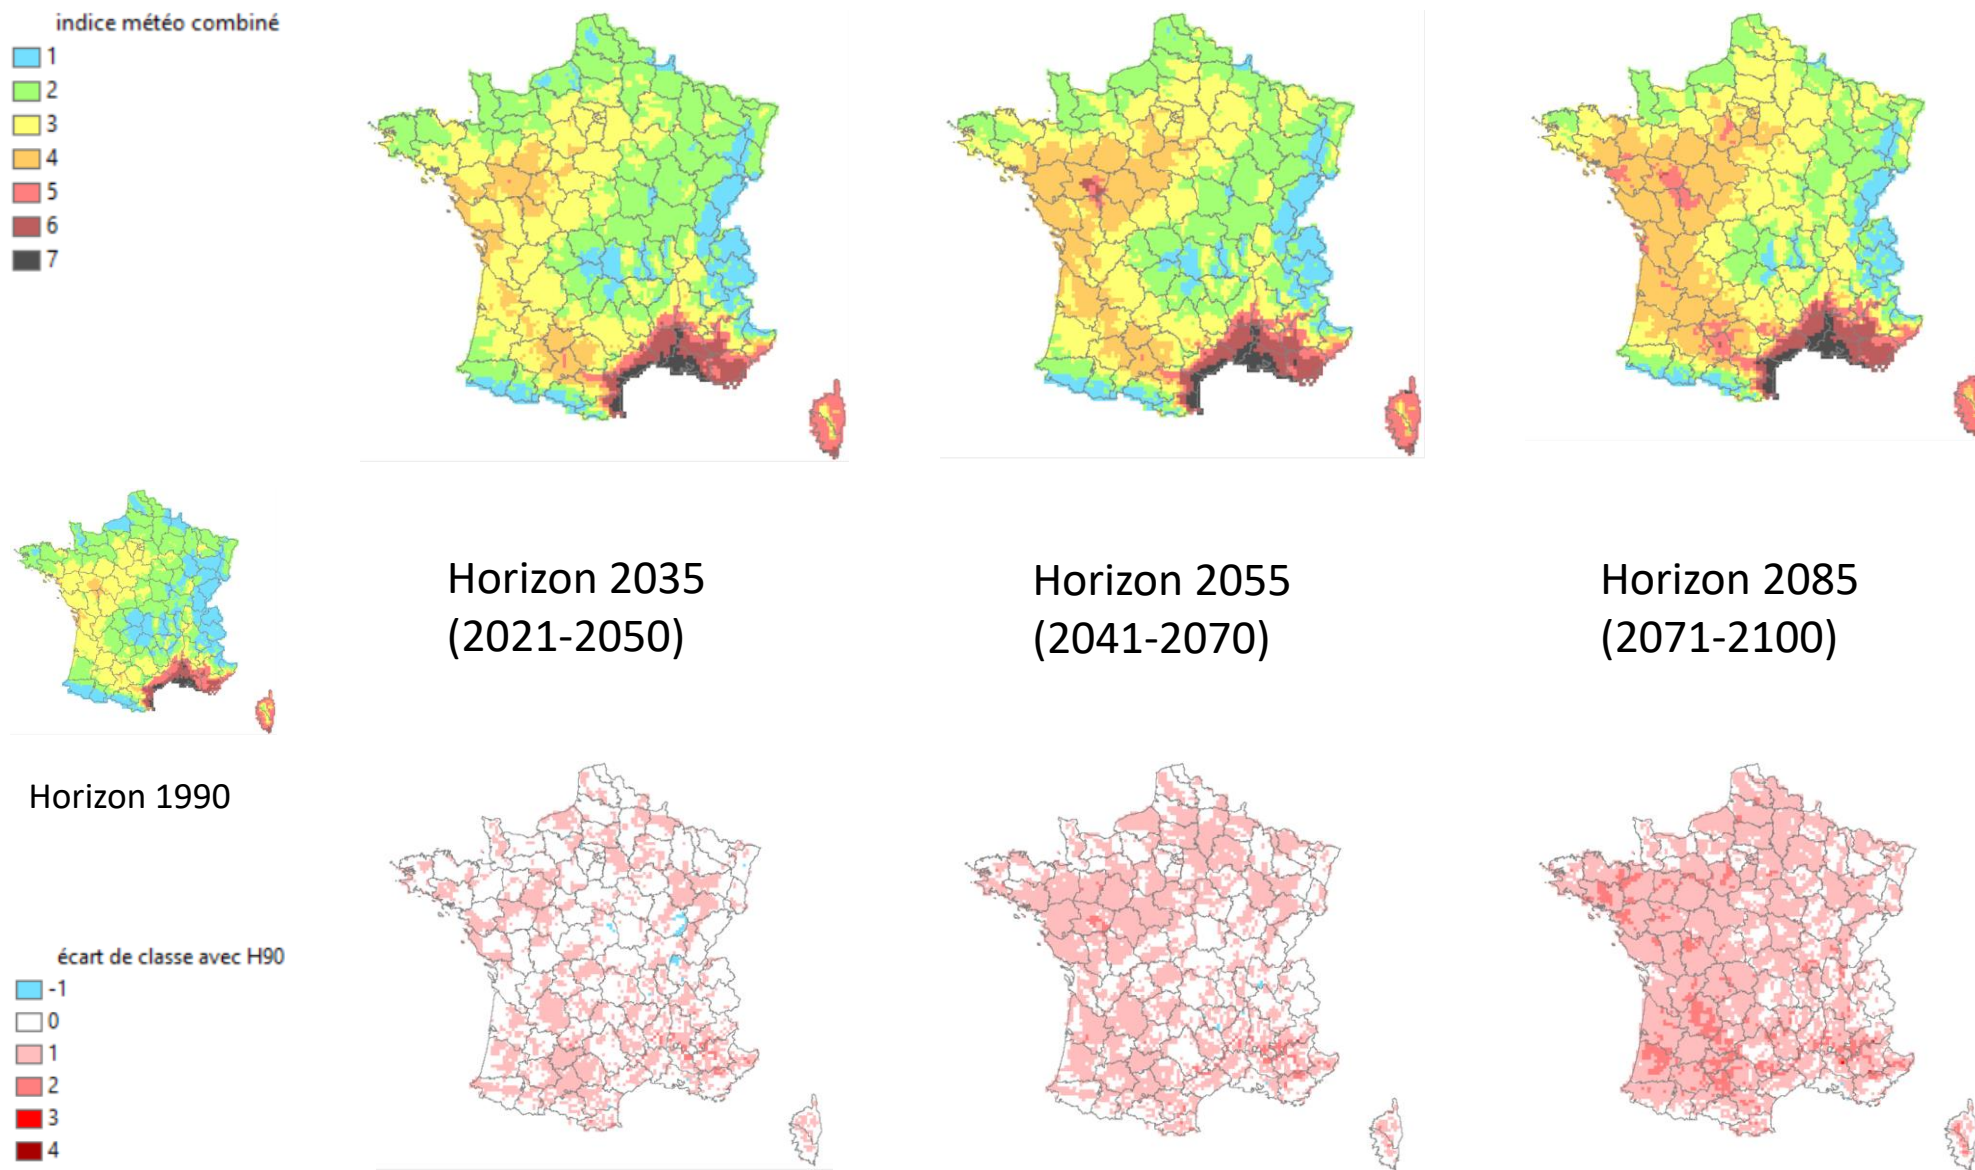 indice météo combiné
1
2
3
4
5
6
7
Horizon 1990
Horizon 2035
(2021-2050)
Horizon 2055
(2041-2070)
Horizon 2085
(2071-2100)
écart de classe avec H90
-1
0
1
2
3
4